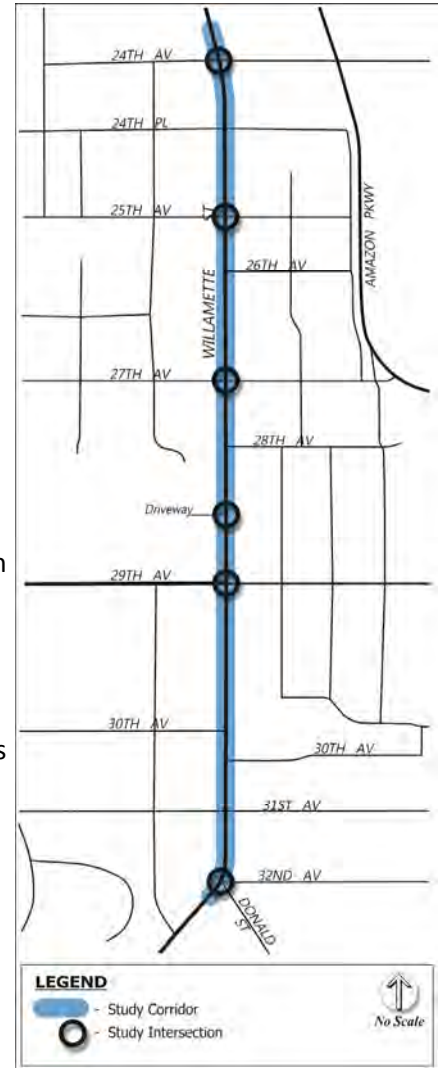 24TH AV
24TH PL
25TH AV
WILLAMETTE ST
AMAZON PKWY
26TH AV
27TH AV
28TH AV
Driveway
n
29TH AV
30TH AV
s
30TH AV
31ST AV
32ND AV
DONALD ST
LEGEND
- Study Corridor
- Study Intersection
No Scale